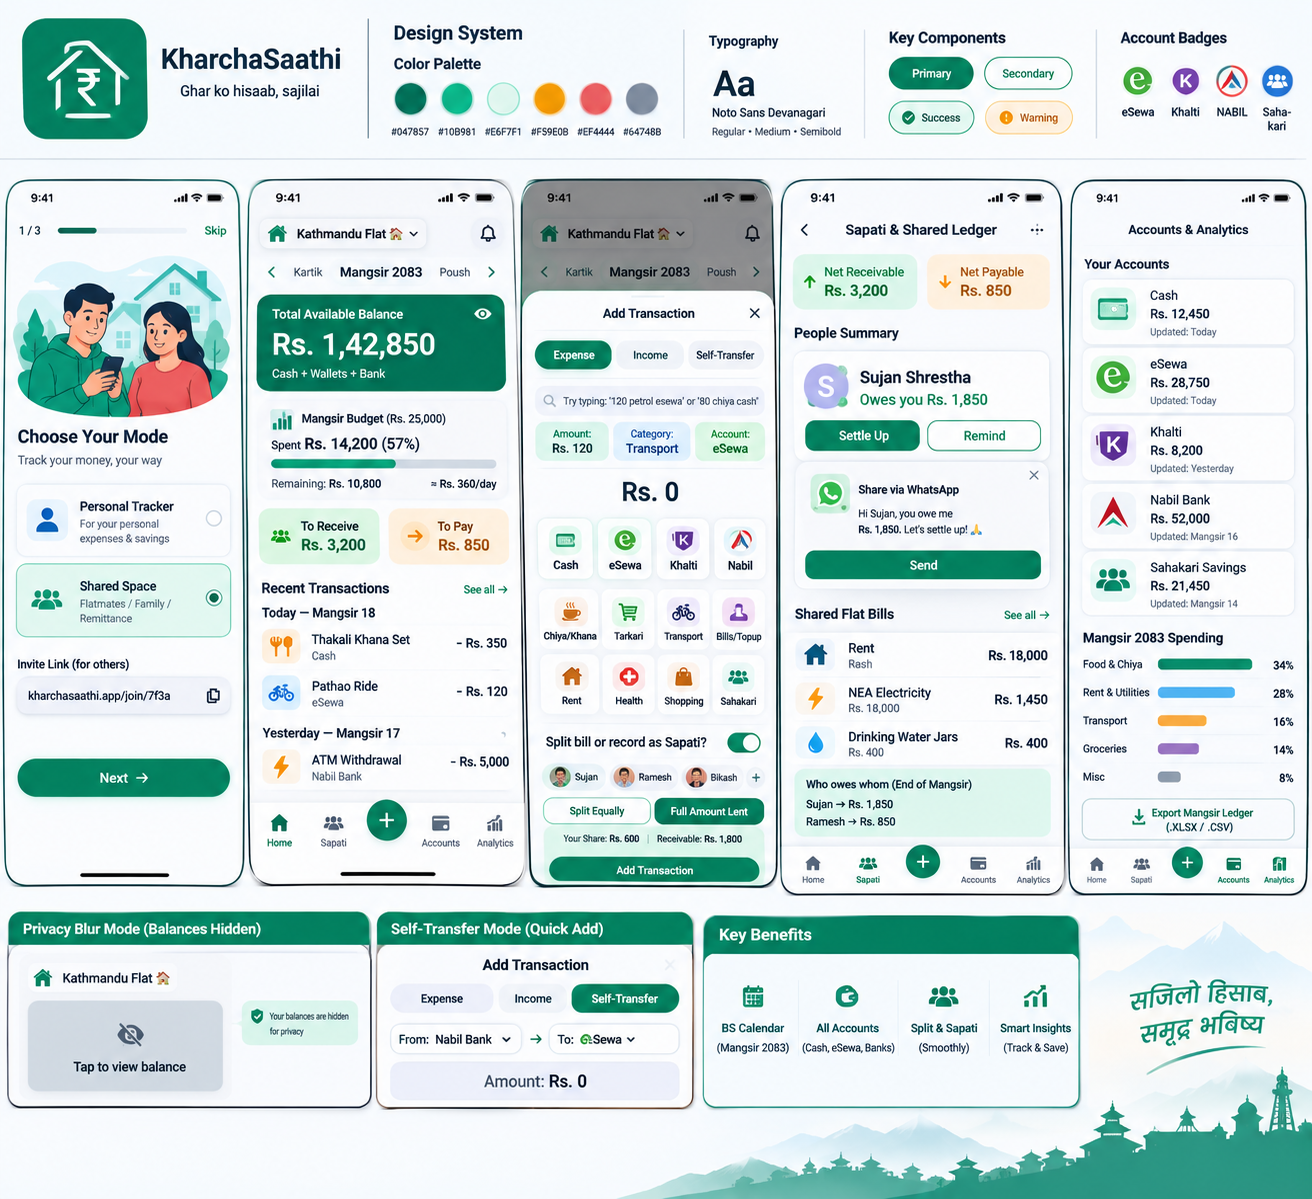 KharchaSaathi
Ghar ko hisaab, sajilai
Design System
Color Palette
#047857 #10B981 #E6F7F1 #FS9E0B #EF4444 #64748B
Typography
Aa
Noto Sans Devanagari
Regular • Medium • Semibold
Key Components
Primary
Secondary
Success
Warning
Account Badges
eSewa
Khalti
NABIL
Saha-
kari
9:41
1 / 3
Skip
Choose Your Mode
Track your money, your way
Personal Tracker
For your personal
expenses & savings
Shared Space
Flatmates / Family /
Remittance
Invite Link (for others)
kharchasaathi.app/join/7f3a
Next →
9:41
Kathmandu Flat
Kartik Mangsir 2083 Poush
Total Available Balance
Rs. 1,42,850
Cash + Wallets + Bank
Mangsir Budget (Rs. 25,000)
Spent Rs. 14,200 (57%)
Remaining: Rs. 10,800 ≈ Rs. 360/day
To Receive
Rs. 3,200
To Pay
Rs. 850
Recent Transactions See all →
Today — Mangsir 18
Thakali Khana Set
Cash
- Rs. 350
Pathao Ride
eSewa
- Rs. 120
Yesterday — Mangsir 17
ATM Withdrawal
Nabil Bank
- Rs. 5,000
Home
Sapati
+
Accounts
Analytics
9:41
Kathmandu Flat
Kartik Mangsir 2083 Poush
Add Transaction
Expense
Income
Self-Transfer
Try typing: '120 petrol esewa' or '80 chiya cash'
Amount:
Rs. 120
Category:
Transport
Account:
eSewa
Rs. 0
Cash
eSewa
Khalti
Nabil
Chiya/Khana
Tarkari
Transport
Bills/Topup
Rent
Health
Shopping
Sahakari
Split bill or record as Sapati?
Sujan
Ramesh
Bikash
+
Split Equally
Full Amount Lent
Your Share: Rs. 600 | Receivable: Rs. 1,800
Add Transaction
9:41
Sapati & Shared Ledger
Net Receivable
Rs. 3,200
Net Payable
Rs. 850
People Summary
S
Sujan Shrestha
Owes you Rs. 1,850
Settle Up
Remind
Share via WhatsApp
Hi Sujan, you owe me
Rs. 1,850. Let's settle up! 🙏
Send
Shared Flat Bills See all →
Rent
Rash
Rs. 18,000
NEA Electricity
Rs. 18,000
Rs. 1,450
Drinking Water Jars
Rs. 400
Rs. 400
Who owes whom (End of Mangsir)
Sujan → Rs. 1,850
Ramesh → Rs. 850
Home
Sapati
+
Accounts
Analytics
9:41
Accounts & Analytics
Your Accounts
Cash
Rs. 12,450
Updated: Today
eSewa
Rs. 28,750
Updated: Today
Khalti
Rs. 8,200
Updated: Yesterday
Nabil Bank
Rs. 52,000
Updated: Mangsir 16
Sahakari Savings
Rs. 21,450
Updated: Mangsir 14
Mangsir 2083 Spending
Food & Chiya 34%
Rent & Utilities 28%
Transport 16%
Groceries 14%
Misc 8%
Export Mangsir Ledger
(.XLSX / .CSV)
Home
Sapati
+
Accounts
Analytics
Privacy Blur Mode (Balances Hidden)
Kathmandu Flat
Tap to view balance
Your balances are hidden
for privacy
Self-Transfer Mode (Quick Add)
Add Transaction
Expense
Income
Self-Transfer
From: Nabil Bank → To: eSewa
Amount: Rs. 0
Key Benefits
BS Calendar
(Mangsir 2083)
All Accounts
(Cash, eSewa, Banks)
Split & Sapati
(Smoothly)
Smart Insights
(Track & Save)
सजिलो हिसाब,
समृद्र भबिष्य